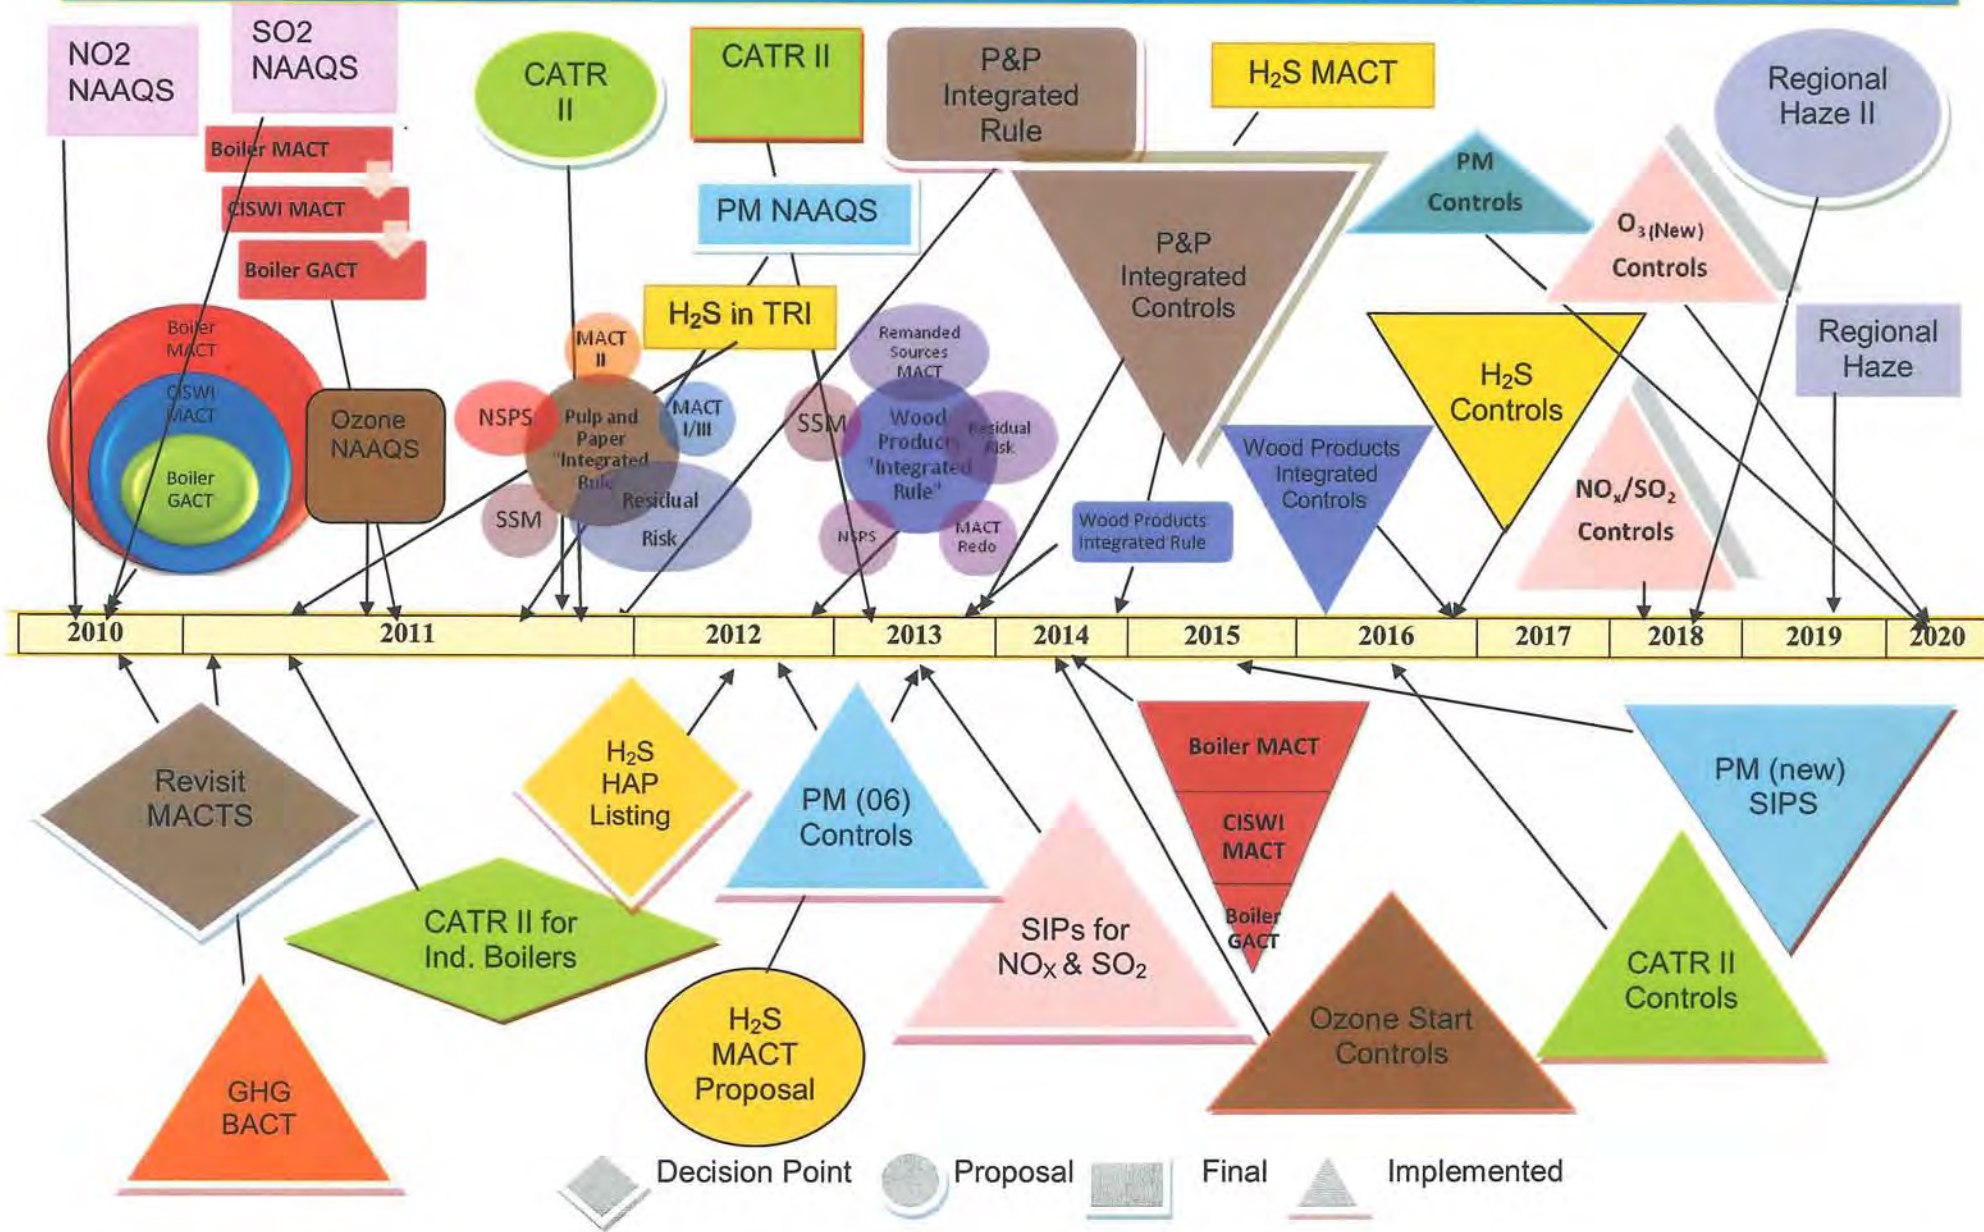 NO2
NAAQS
SO2
NAAQS
Boiler MACT
CISWI MACT
Boiler GACT
CATR
II
CATR II
PM NAAQS
H₂S in TRI
P&P
Integrated
Rule
H₂S MACT
P&P
Integrated
Controls
PM
Controls
O₃(New)
Controls
Regional
Haze II
Regional
Haze
Boiler
MACT
CISWI
MACT
Boiler
GACT
Ozone
NAAQS
MACT
II
NSPS
Pulp and
Paper
"Integrated
Rule
MACT
I/III
SSM
Residual
Risk
Remanded
Sources
MACT
SSM
Wood
Product
"Integrated
Rule"
Residual
Risk
NSPS
MACT
Redo
Wood Products
Integrated Rule
Wood Products
Integrated
Controls
H₂S
Controls
NOₓ/SO₂
Controls
2010
2011
2012
2013
2014
2015
2016
2017
2018
2019
2020
Revisit
MACTS
GHG
BACT
CATR II for
Ind. Boilers
H₂S
HAP
Listing
H₂S
MACT
Proposal
PM (06)
Controls
SIPs for
NOX & SO₂
Boiler MACT
CISWI
MACT
Boiler
GACT
Ozone Start
Controls
CATR II
Controls
PM (new)
SIPS
Decision Point
Proposal
Final
Implemented